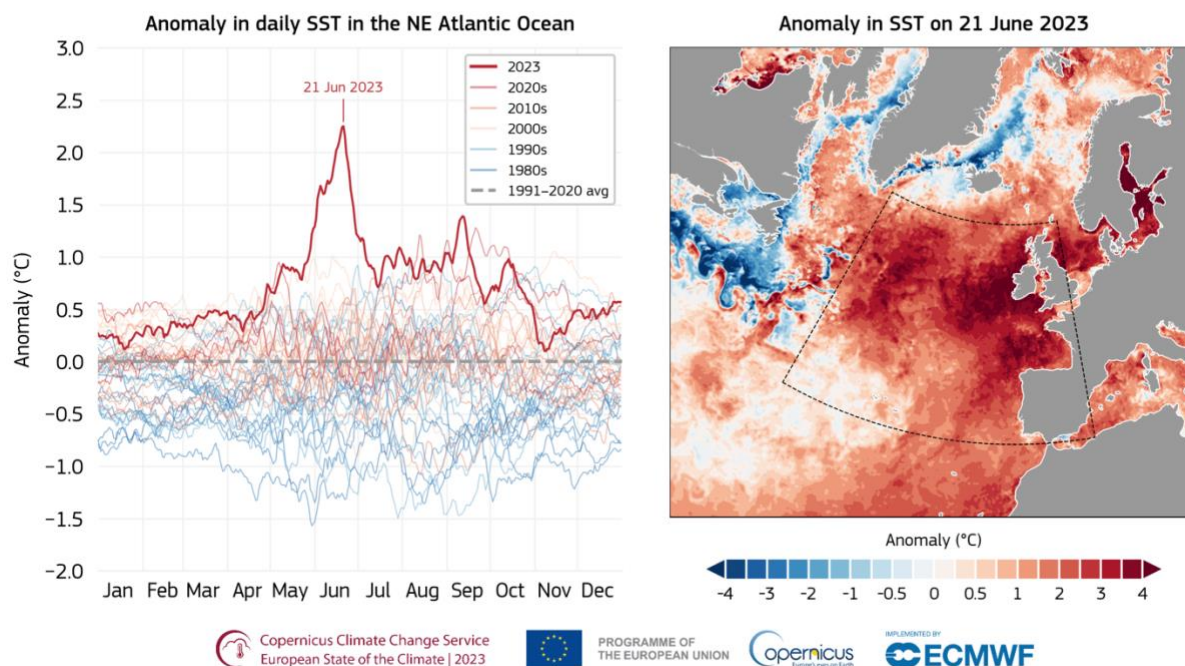 Anomaly in daily SST in the NE Atlantic Ocean
3.0
2.5
2.0
1.5
1.0
0.5
0.0
−0.5
−1.0
−1.5
−2.0
Anomaly (°C)
21 Jun 2023
2023
2020s
2010s
2000s
1990s
1980s
1991–2020 avg
Jan Feb Mar Apr May Jun Jul Aug Sep Oct Nov Dec
Anomaly in SST on 21 June 2023
Anomaly (°C)
-4 -3 -2 -1 -0.5 0 0.5 1 2 3 4
Copernicus Climate Change Service
European State of the Climate | 2023
PROGRAMME OF
THE EUROPEAN UNION
opernicus
Europe's eyes on Earth
IMPLEMENTED BY
ECMWF